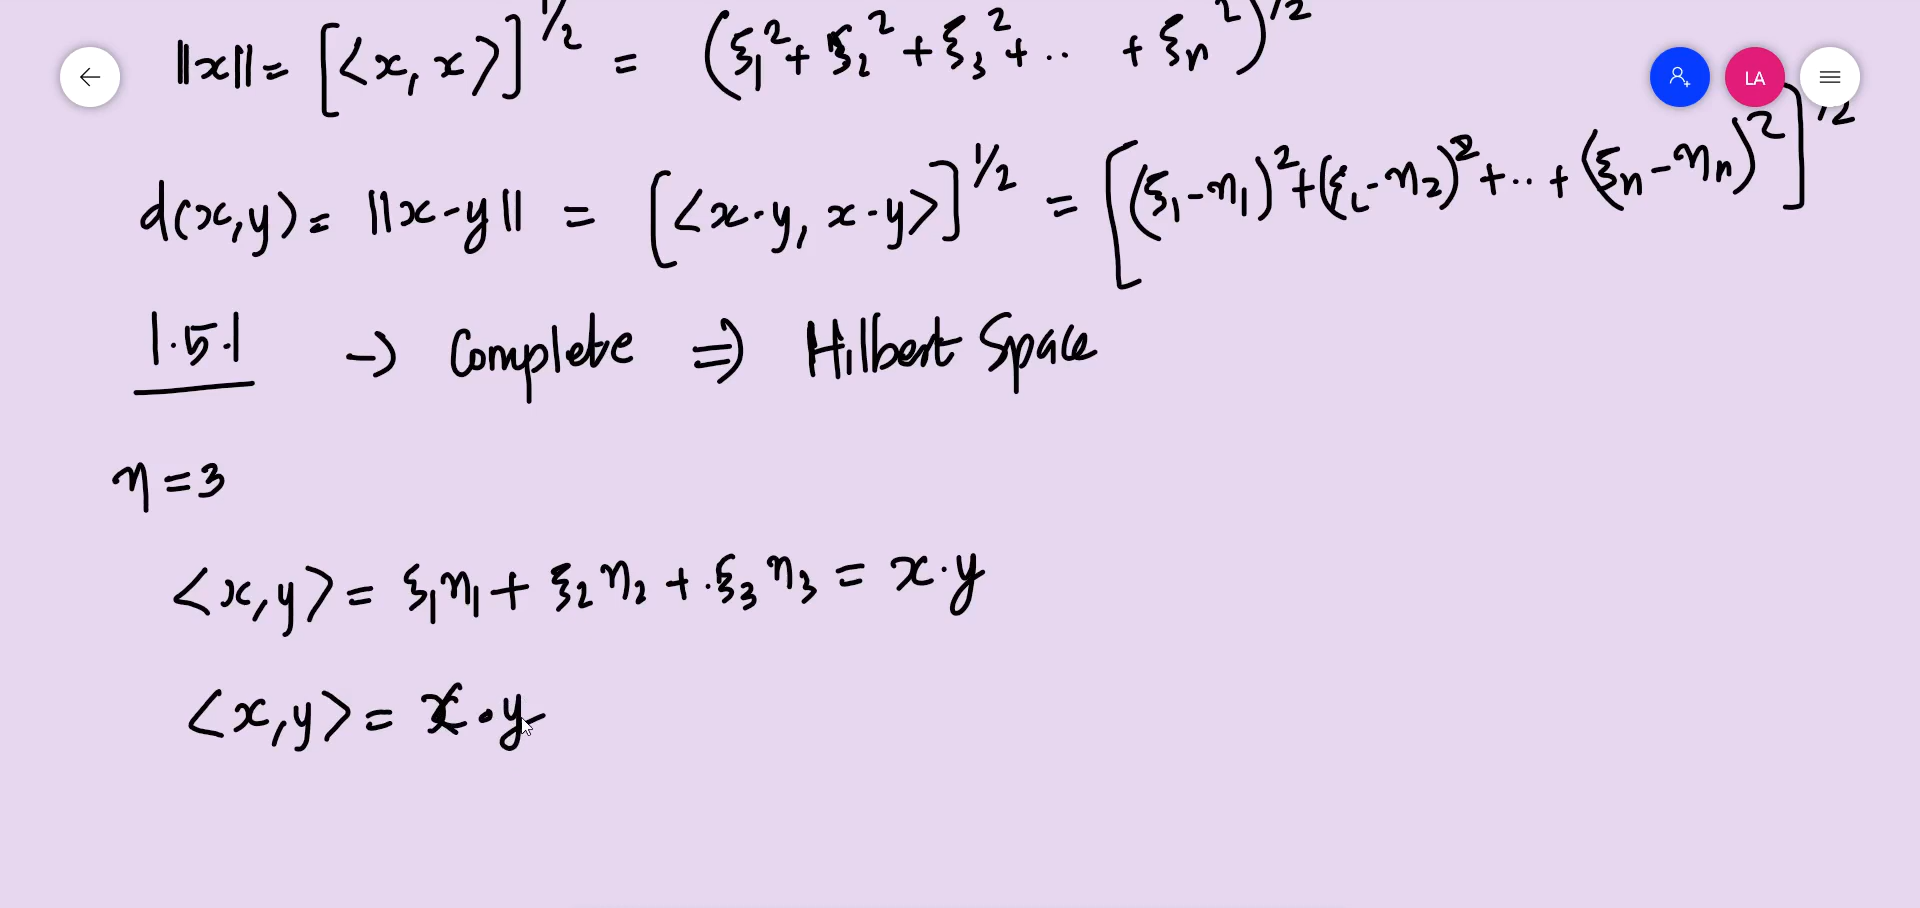 ||x|| = [<x, x>]^1/2 = (ξ₁² + ξ₂² + ξ₃² + .. + ξₙ²)^1/2
LA
d(x,y) = ||x-y|| = [<x-y, x-y>]^1/2 = [(ξ₁-η₁)² + (ξ₂-η₂)² + .. + (ξₙ-ηₙ)²]^1/2
1.5.1 → Complete ⇒ Hilbert Space
n = 3
<x,y> = ξ₁η₁ + ξ₂η₂ + ξ₃η₃ = x·y
<x,y> = x·y